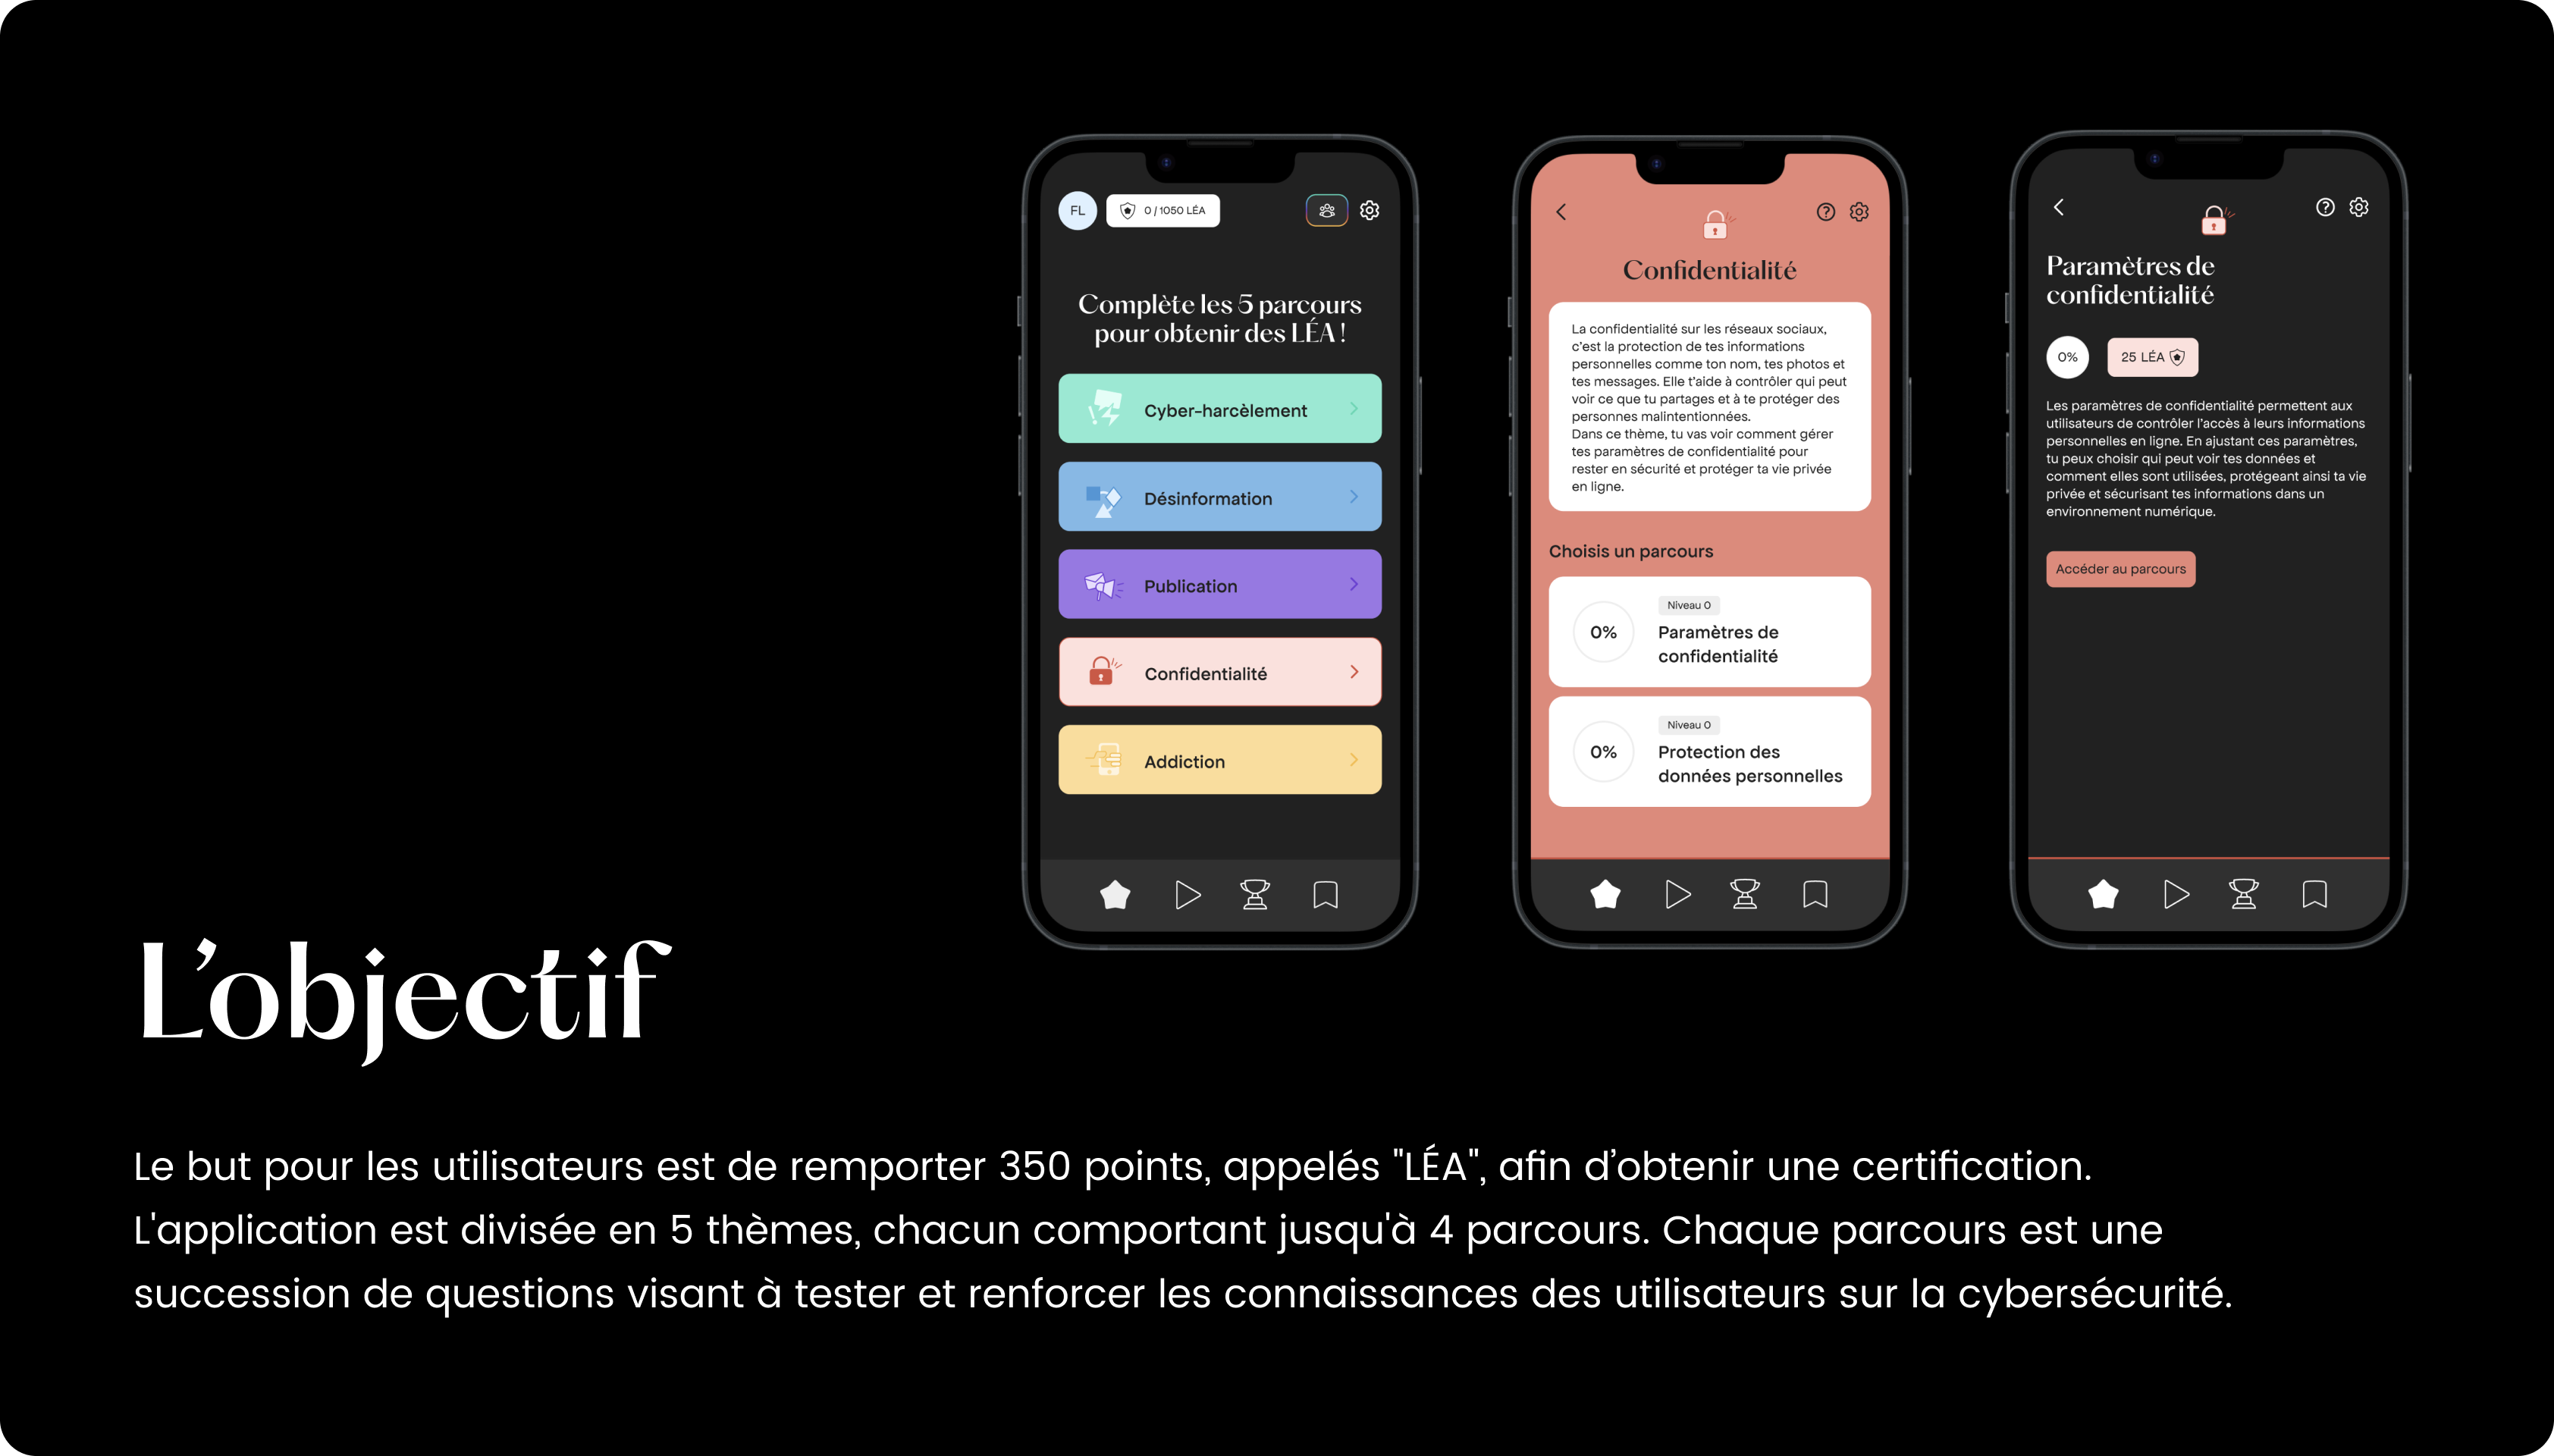 FL
0 / 1050 LÉA
Complète les 5 parcours
pour obtenir des LÉA !
Cyber-harcèlement
Désinformation
Publication
Confidentialité
Addiction
Confidentialité
La confidentialité sur les réseaux sociaux,
c'est la protection de tes informations
personnelles comme ton nom, tes photos et
tes messages. Elle t'aide à contrôler qui peut
voir ce que tu partages et à te protéger des
personnes malintentionnées.
Dans ce thème, tu vas voir comment gérer
tes paramètres de confidentialité pour
rester en sécurité et protéger ta vie privée
en ligne.
Choisis un parcours
0%
Niveau 0
Paramètres de
confidentialité
0%
Niveau 0
Protection des
données personnelles
Paramètres de
confidentialité
0%
25 LÉA
Les paramètres de confidentialité permettent aux
utilisateurs de contrôler l'accès à leurs informations
personnelles en ligne. En ajustant ces paramètres,
tu peux choisir qui peut voir tes données et
comment elles sont utilisées, protégeant ainsi ta vie
privée et sécurisant tes informations dans un
environnement numérique.
Accéder au parcours
L'objectif
Le but pour les utilisateurs est de remporter 350 points, appelés "LÉA", afin d'obtenir une certification.
L'application est divisée en 5 thèmes, chacun comportant jusqu'à 4 parcours. Chaque parcours est une
succession de questions visant à tester et renforcer les connaissances des utilisateurs sur la cybersécurité.